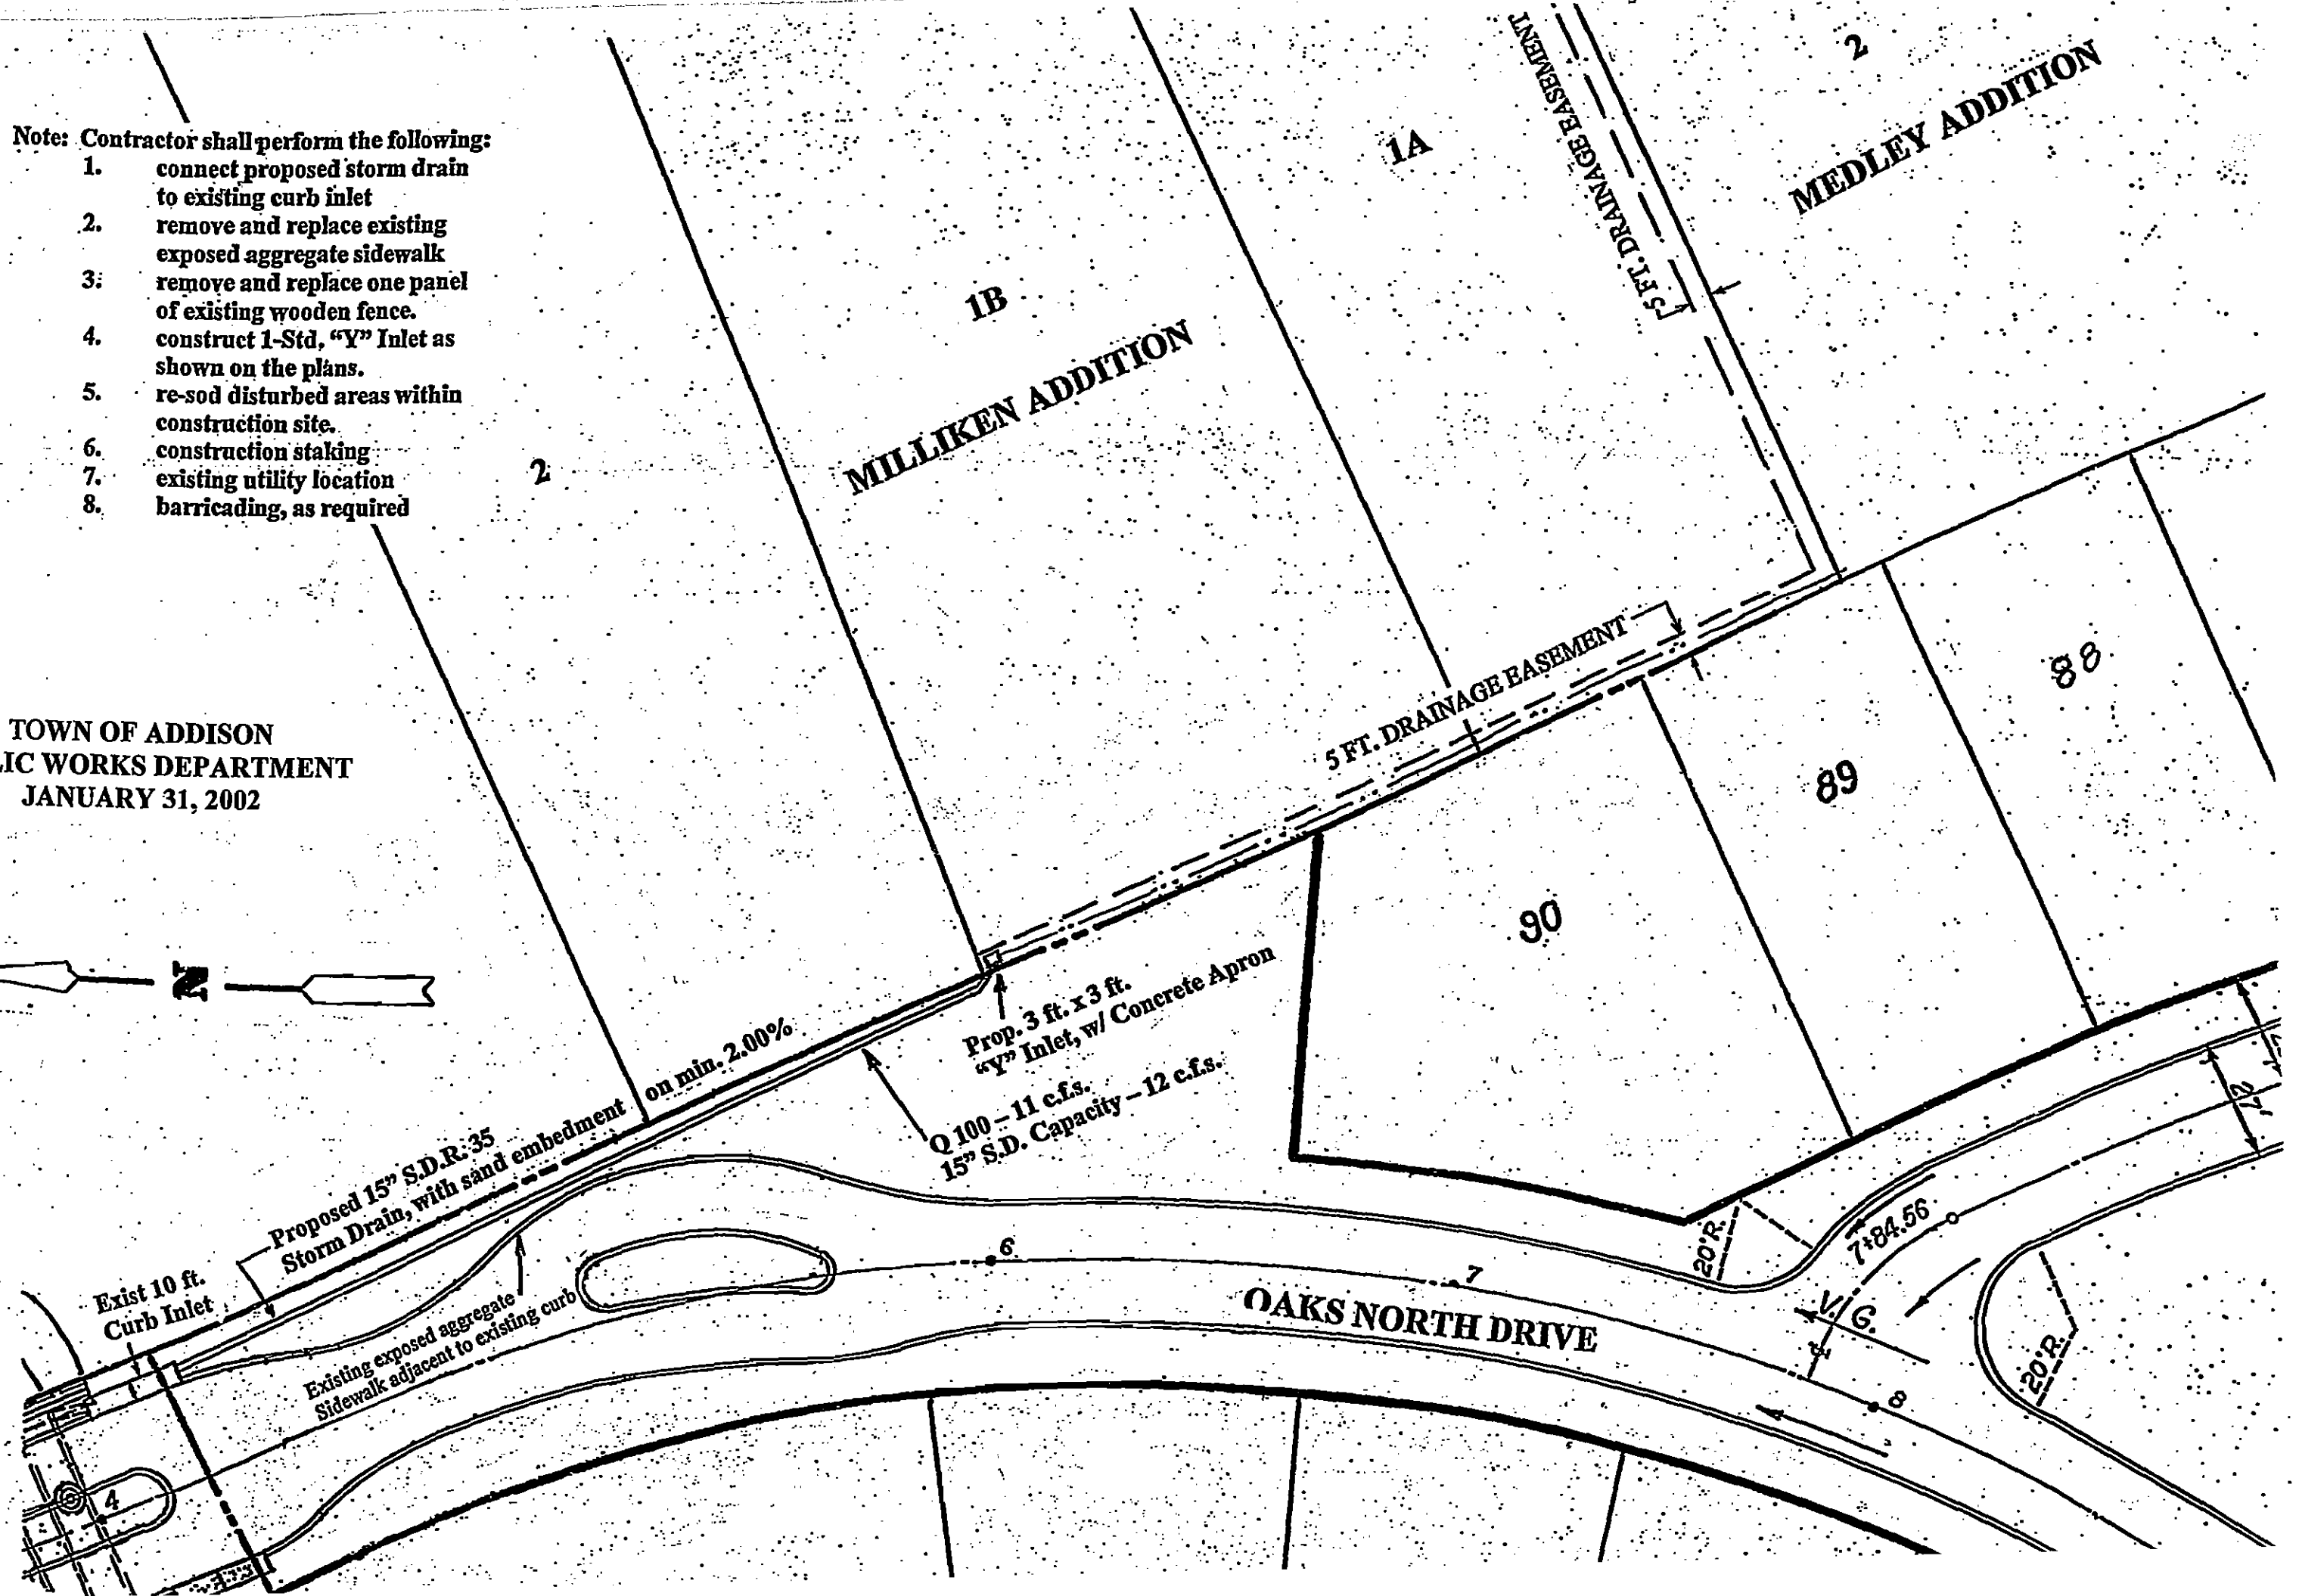 Note: Contractor shall perform the following:
1. connect proposed storm drain
to existing curb inlet
2. remove and replace existing
exposed aggregate sidewalk
3. remove and replace one panel
of existing wooden fence.
4. construct 1-Std, “Y” Inlet as
shown on the plans.
5. re-sod disturbed areas within
construction site.
6. construction staking
7. existing utility location
8. barricading, as required
TOWN OF ADDISON
LIC WORKS DEPARTMENT
JANUARY 31, 2002
N
2
1B
MILLIKEN ADDITION
1A
EASEMENT
5 FT. DRAINAGE EASEMENT
2
MEDLEY ADDITION
5 FT. DRAINAGE EASEMENT
88
89
90
Prop. 3 ft. x 3 ft.
“Y” Inlet, w/ Concrete Apron
Q 100 – 11 c.f.s.
15” S.D. Capacity – 12 c.f.s.
Proposed 15” S.D.R. 35
Storm Drain, with sand embedment on min. 2.00%
Exist 10 ft.
Curb Inlet
Existing exposed aggregate
Sidewalk adjacent to existing curb
4
6
7
8
OAKS NORTH DRIVE
20'R.
7+84.56
V. G.
20'R.
27'